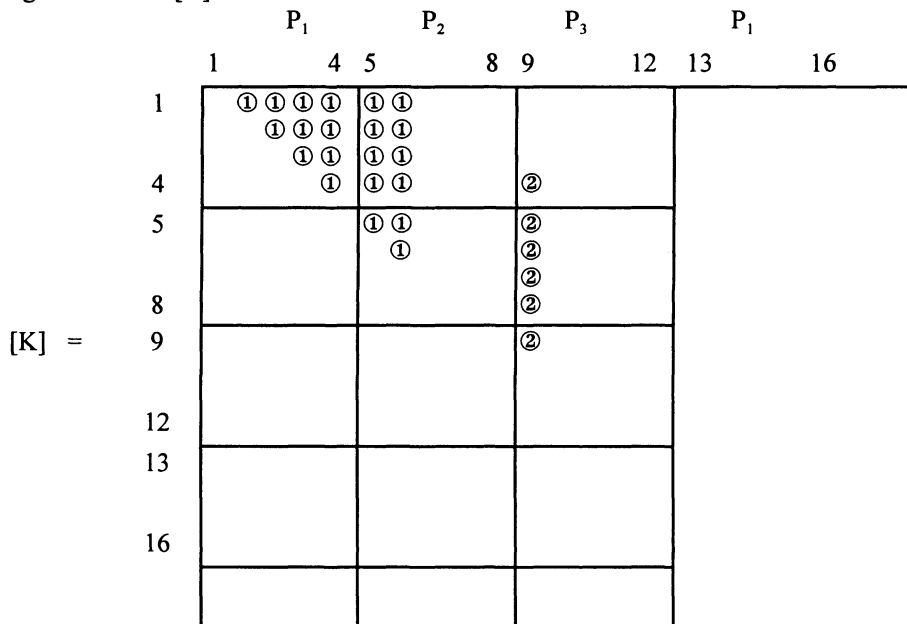 P₁ P₂ P₃ P₁
1 4 5 8 9 12 13 16
1 ① ① ① ① ① ①
① ① ① ① ①
① ① ① ①
4 ① ① ① ②
5 ① ① ②
① ②
②
8 ②
[K] = 9 ②
12
13
16